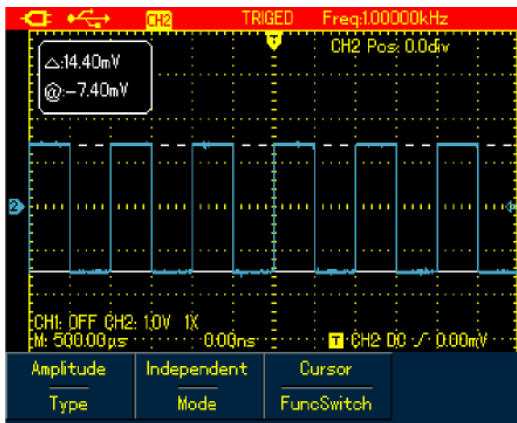 CH2 TRIGED Freq:1.00000kHz
T
CH2 Pos: 0.0div
△:14.40mV
@:-7.40mV
2
CH1: OFF CH2: 1.0V 1X
M: 500.00μs 0.00ns T CH2 DC 0.00mV
Amplitude Independent Cursor
Type Mode FuncSwitch